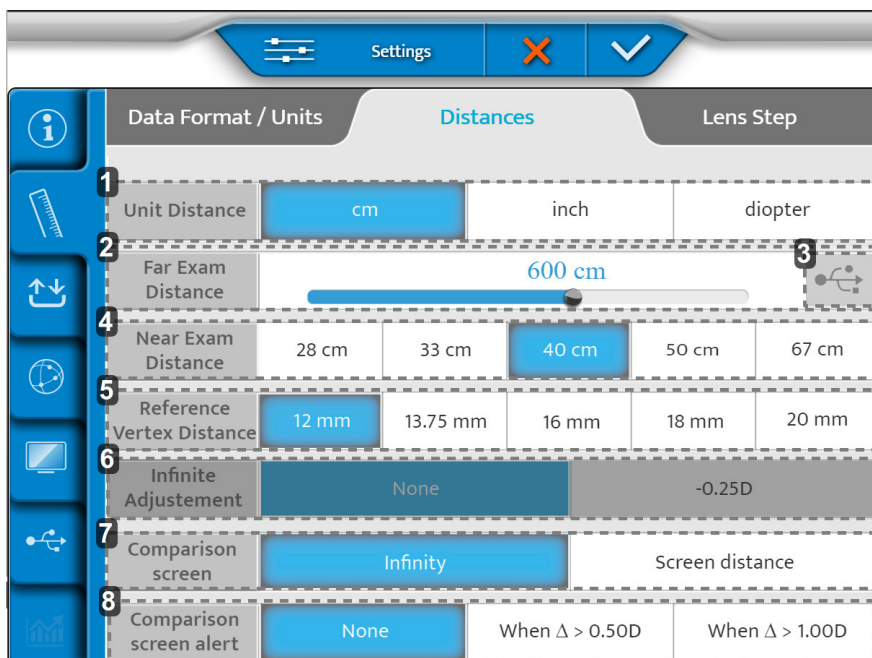 Settings
Data Format / Units
Distances
Lens Step
1
Unit Distance
cm
inch
diopter
2
Far Exam
Distance
600 cm
3
4
Near Exam
Distance
28 cm
33 cm
40 cm
50 cm
67 cm
5
Reference
Vertex Distance
12 mm
13.75 mm
16 mm
18 mm
20 mm
6
Infinite
Adjustement
None
-0.25D
7
Comparison
screen
Infinity
Screen distance
8
Comparison
screen alert
None
When Δ > 0.50D
When Δ > 1.00D